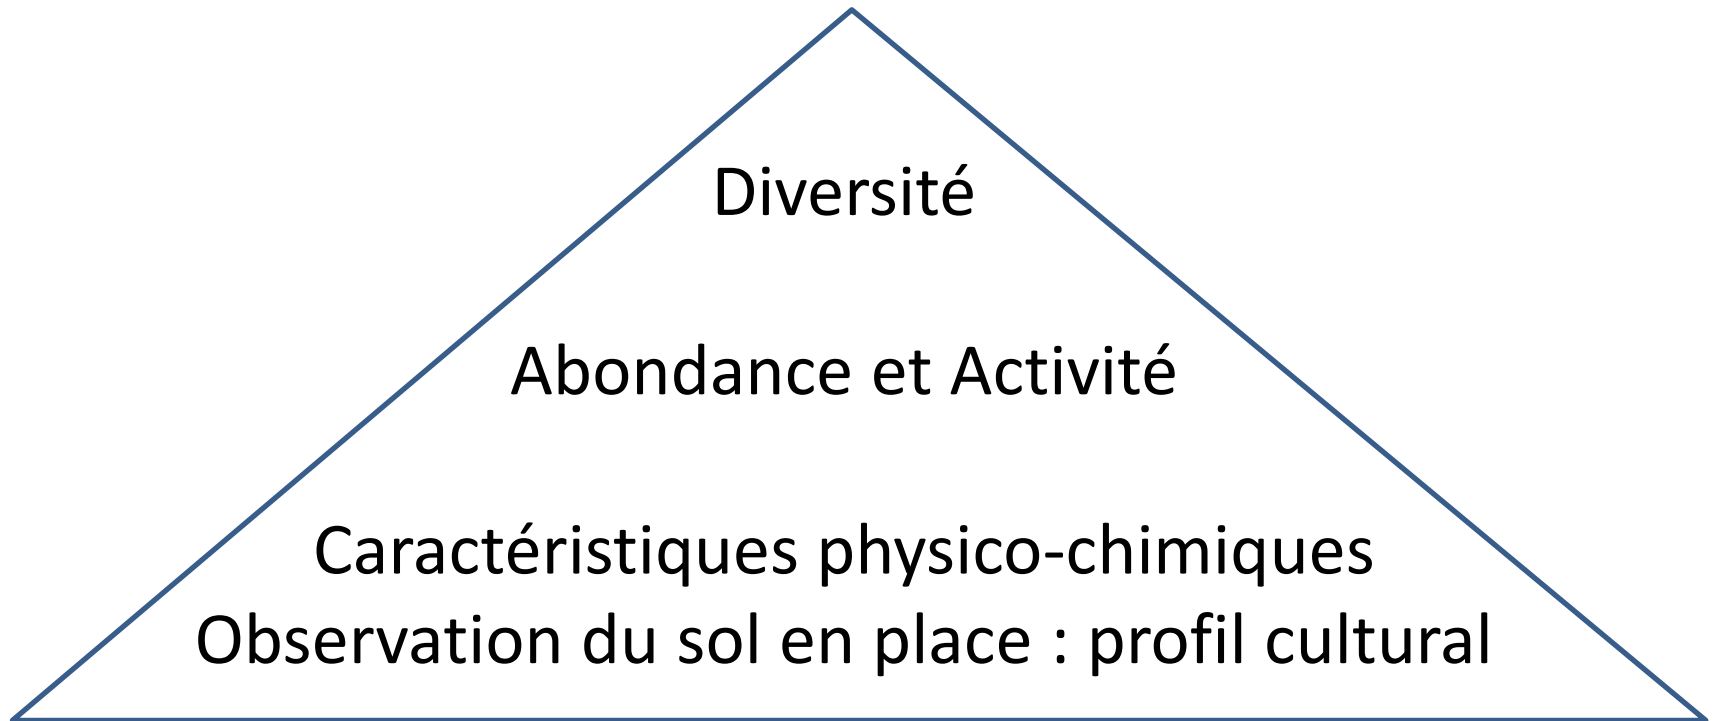 Diversité
Abondance et Activité
Caractéristiques physico-chimiques
Observation du sol en place : profil cultural